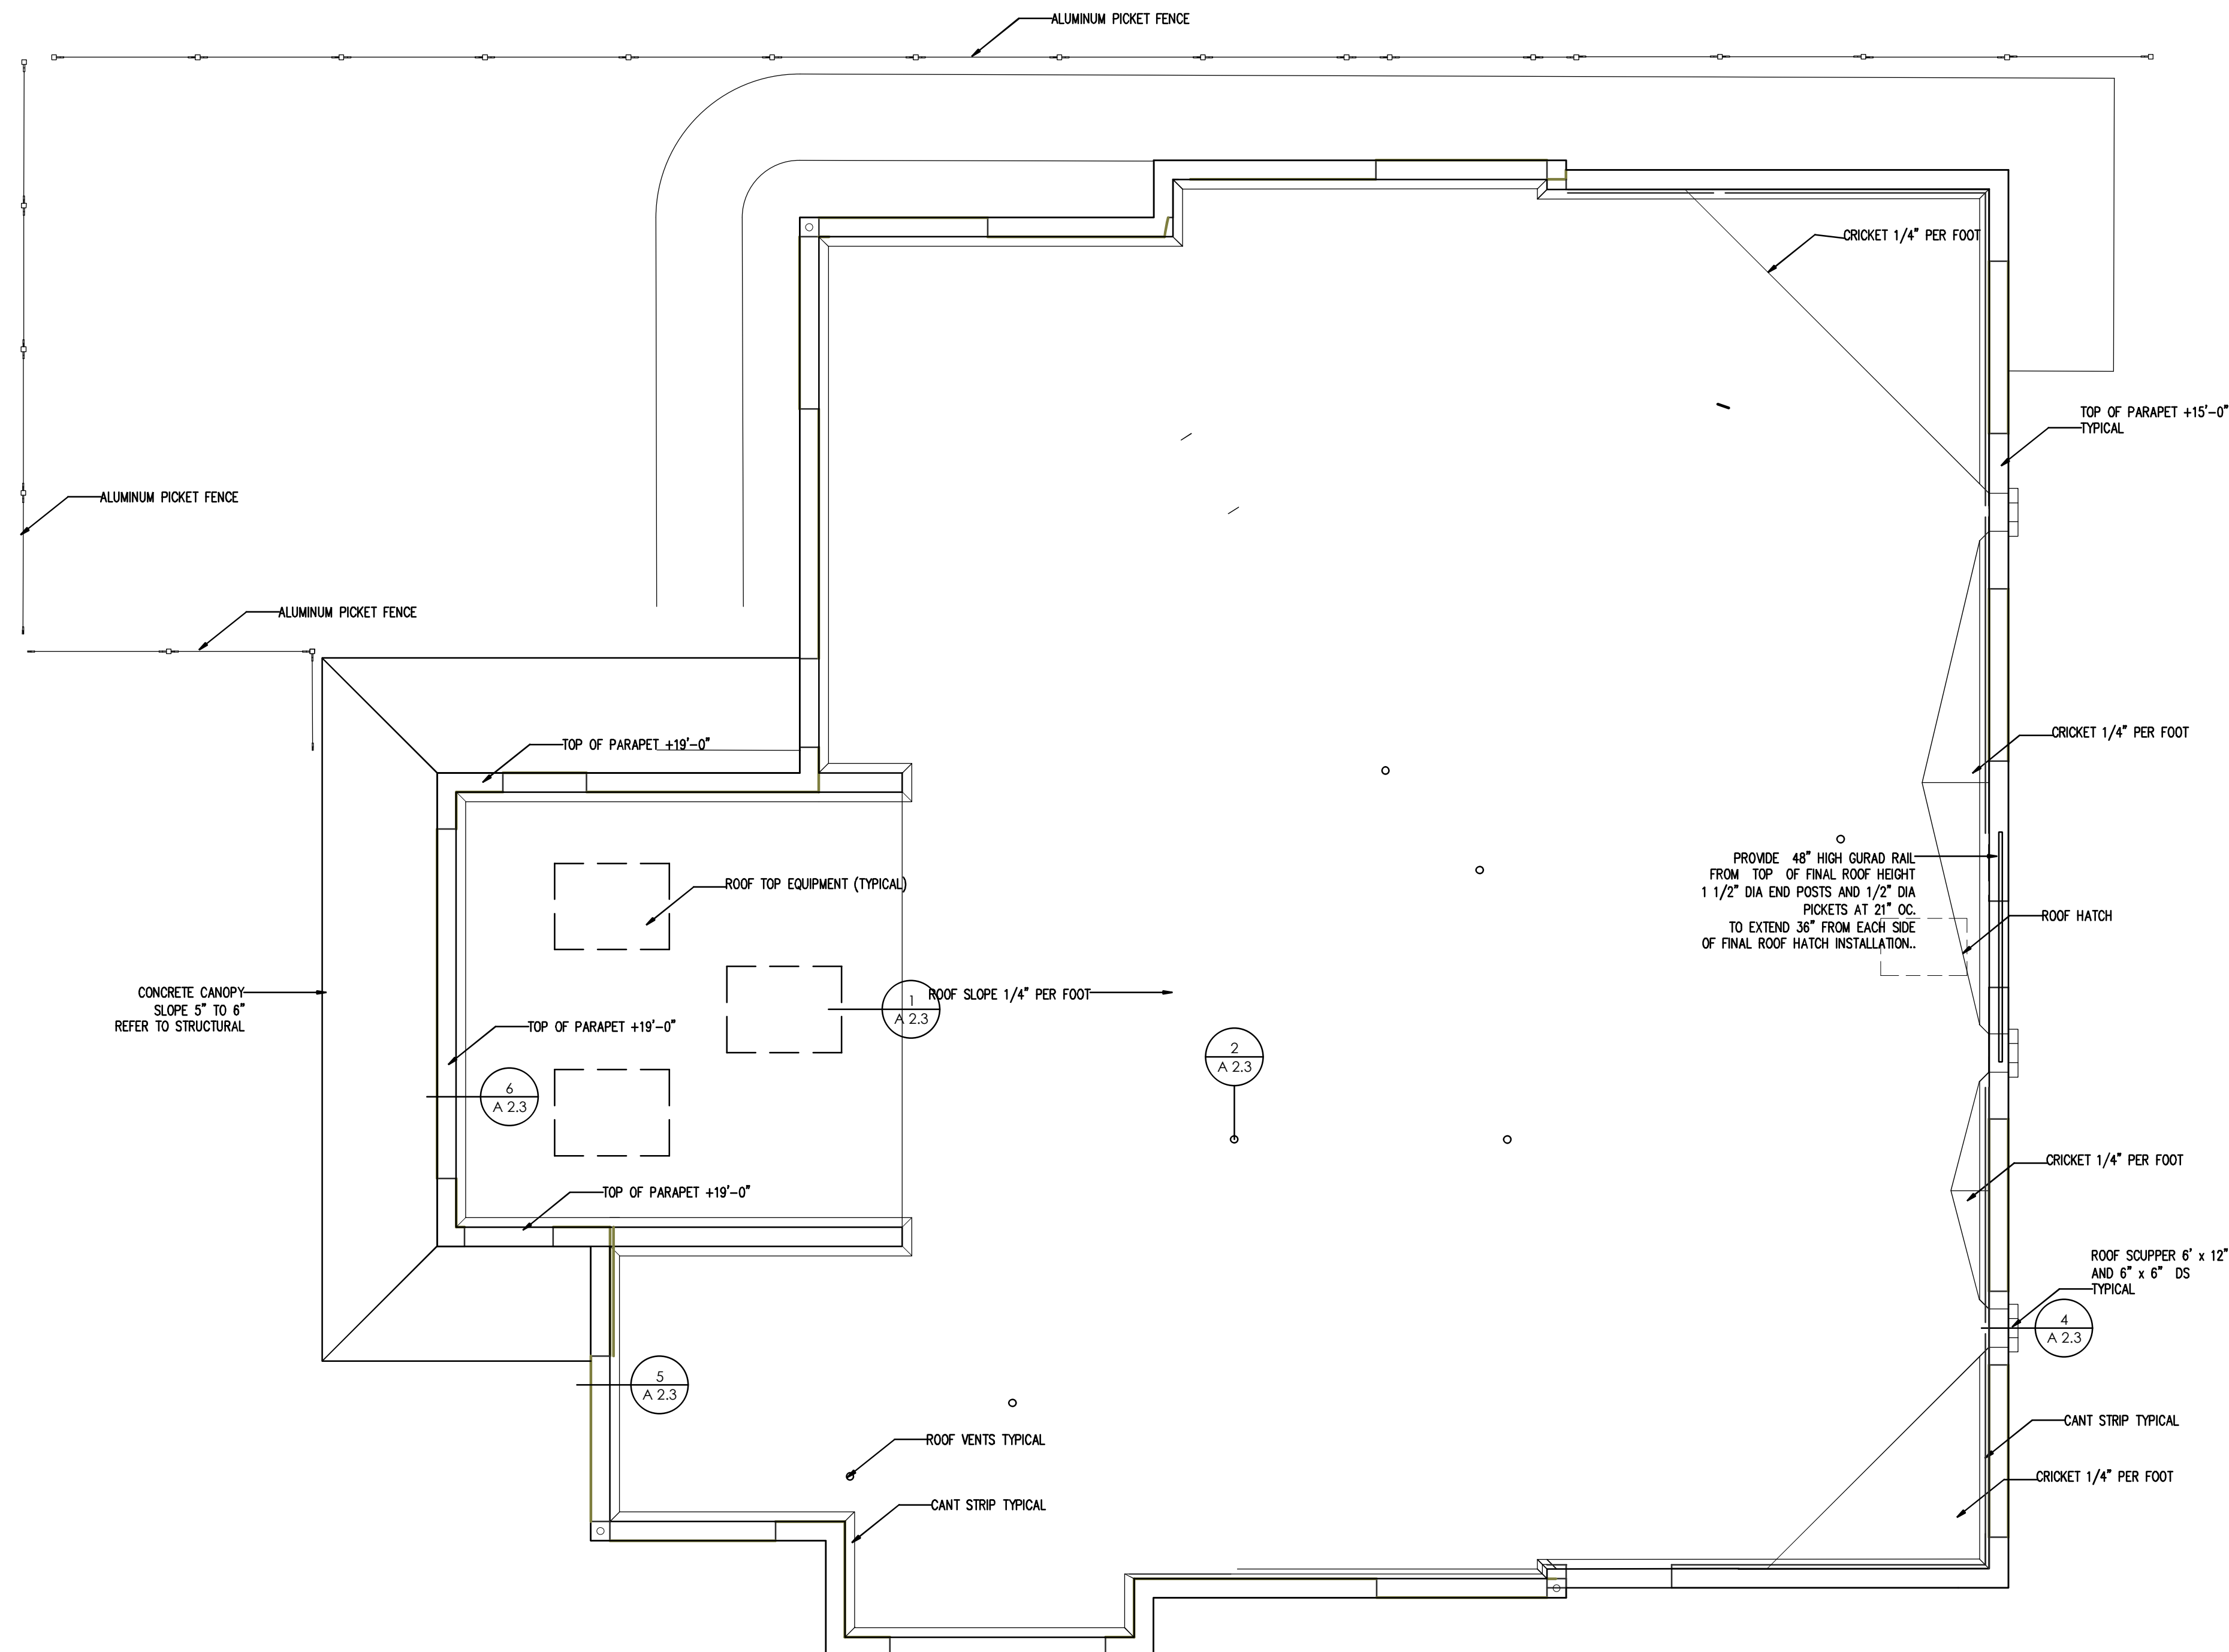 ALUMINUM PICKET FENCE
CRICKET 1/4" PER FOOT
TOP OF PARAPET +15'-0"
TYPICAL
ALUMINUM PICKET FENCE
ALUMINUM PICKET FENCE
CRICKET 1/4" PER FOOT
TOP OF PARAPET +19'-0"
PROVIDE 48" HIGH GURAD RAIL
FROM TOP OF FINAL ROOF HEIGHT
1 1/2" DIA END POSTS AND 1/2" DIA
PICKETS AT 21" OC.
TO EXTEND 36" FROM EACH SIDE
OF FINAL ROOF HATCH INSTALLATION..
ROOF TOP EQUIPMENT (TYPICAL)
ROOF HATCH
CONCRETE CANOPY
SLOPE 5" TO 6"
REFER TO STRUCTURAL
1
A 2.3
ROOF SLOPE 1/4" PER FOOT
TOP OF PARAPET +19'-0"
2
A 2.3
6
A 2.3
CRICKET 1/4" PER FOOT
TOP OF PARAPET +19'-0"
ROOF SCUPPER 6' x 12"
AND 6" x 6" DS
TYPICAL
4
A 2.3
5
A 2.3
CANT STRIP TYPICAL
ROOF VENTS TYPICAL
CRICKET 1/4" PER FOOT
CANT STRIP TYPICAL